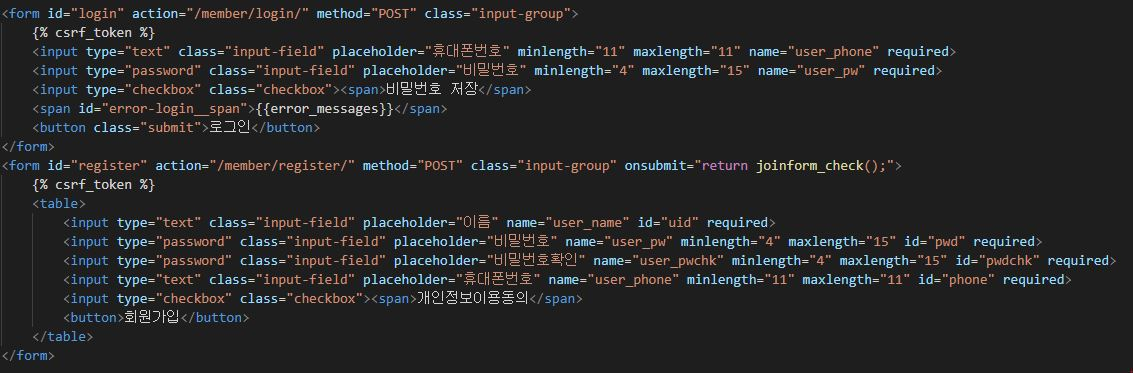 <form id="login" action="/member/login/" method="POST" class="input-group">
    {% csrf_token %}
    <input type="text" class="input-field" placeholder="휴대폰번호" minlength="11" maxlength="11" name="user_phone" required>
    <input type="password" class="input-field" placeholder="비밀번호" minlength="4" maxlength="15" name="user_pw" required>
    <input type="checkbox" class="checkbox"><span>비밀번호 저장</span>
    <span id="error-login__span">{{error_messages}}</span>
    <button class="submit">로그인</button>
</form>
<form id="register" action="/member/register/" method="POST" class="input-group" onsubmit="return joinform_check();">
    {% csrf_token %}
    <table>
        <input type="text" class="input-field" placeholder="이름" name="user_name" id="uid" required>
        <input type="password" class="input-field" placeholder="비밀번호" name="user_pw" minlength="4" maxlength="15" id="pwd" required>
        <input type="password" class="input-field" placeholder="비밀번호확인" name="user_pwchk" minlength="4" maxlength="15" id="pwdchk" required>
        <input type="text" class="input-field" placeholder="휴대폰번호" name="user_phone" minlength="11" maxlength="11" id="phone" required>
        <input type="checkbox" class="checkbox"><span>개인정보이용동의</span>
        <button>회원가입</button>
    </table>
</form>